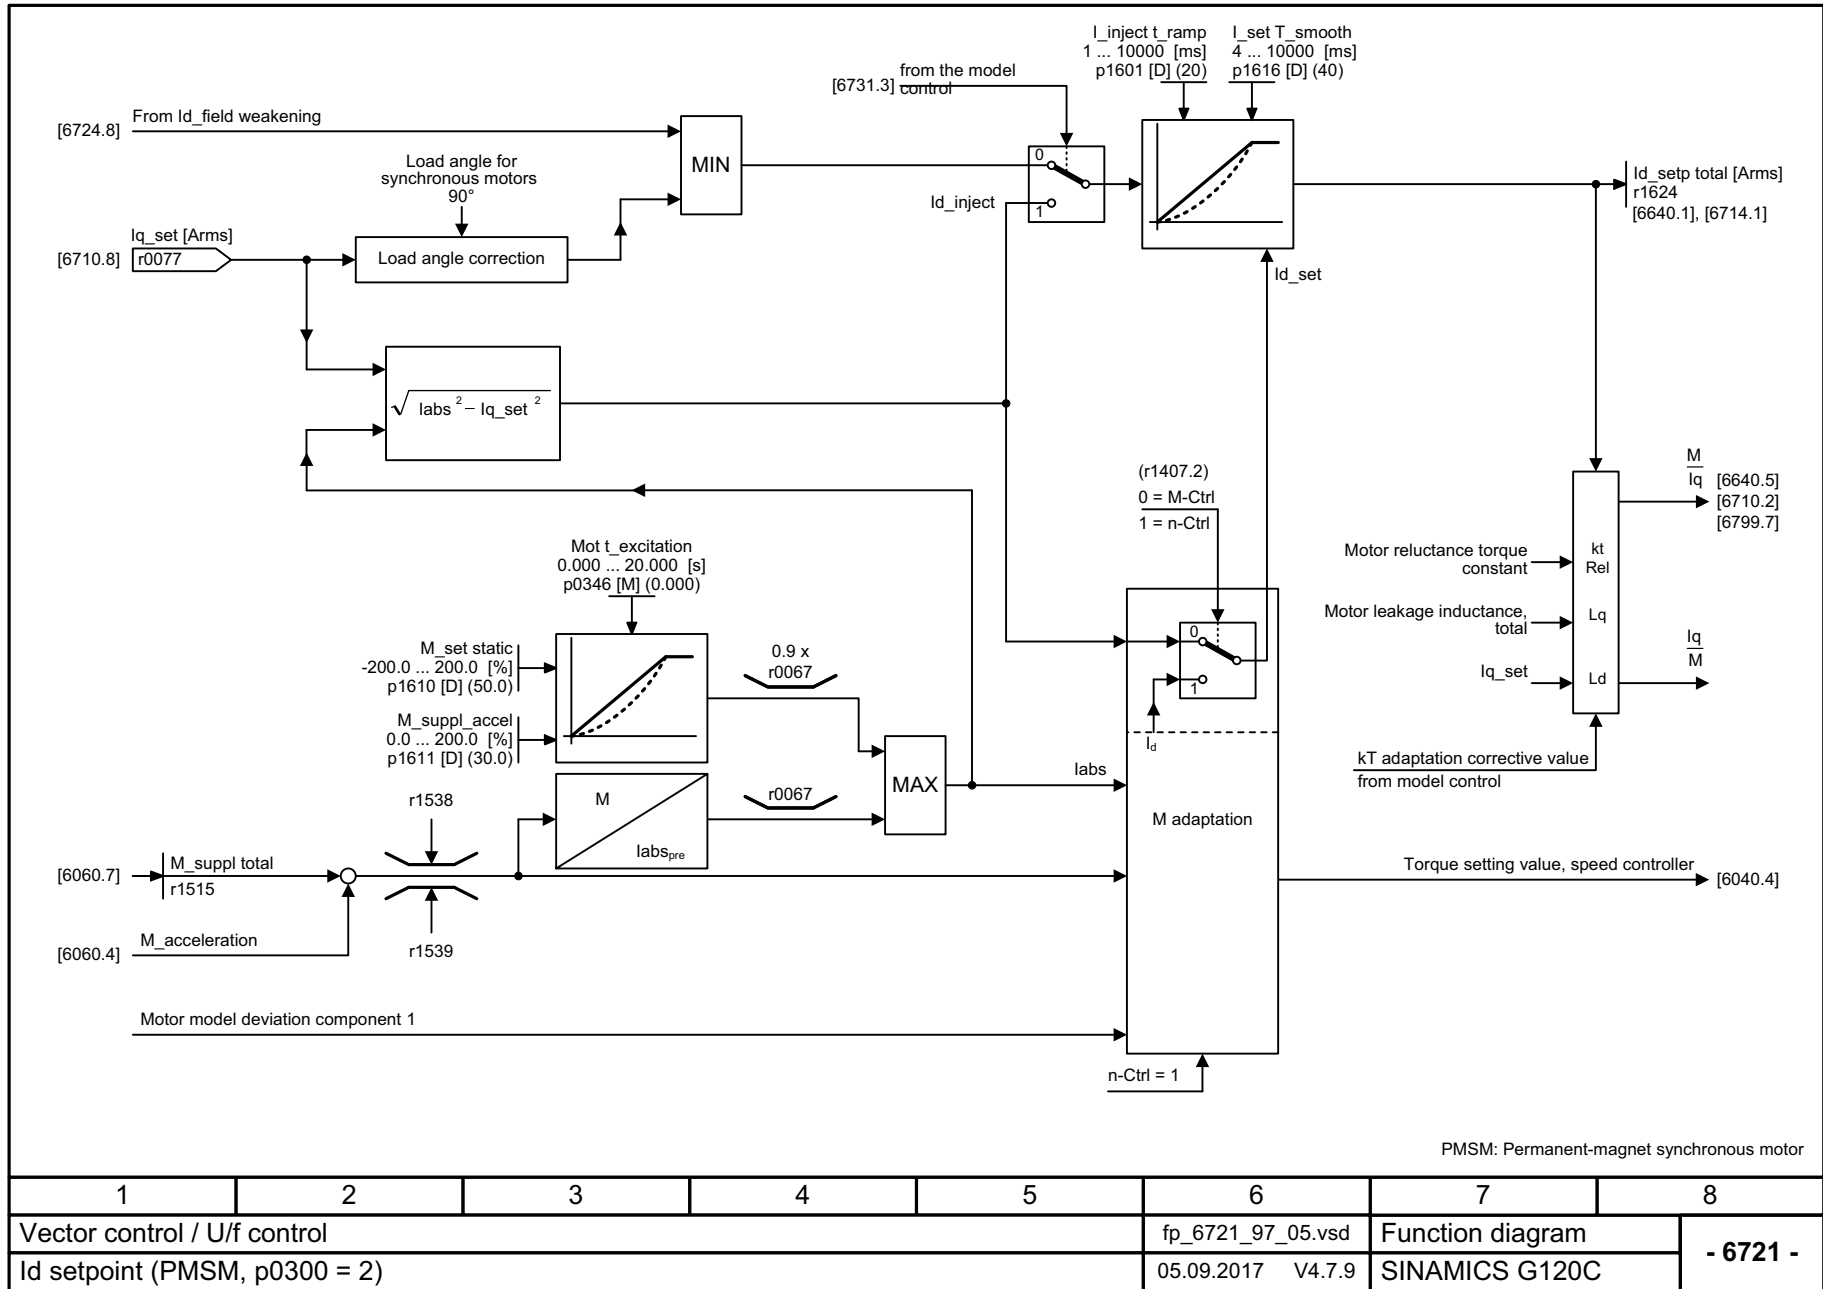 I_inject t_ramp
1 ... 10000 [ms]
p1601 [D] (20)
I_set T_smooth
4 ... 10000 [ms]
p1616 [D] (40)
[6731.3]
from the model
control
[6724.8]
From Id_field weakening
MIN
Load angle for
synchronous motors
90°
0
1
Id_inject
Id_setp total [Arms]
r1624
[6640.1], [6714.1]
Iq_set [Arms]
[6710.8]
r0077
Load angle correction
Id_set
√ Iabs ² – Iq_set ²
(r1407.2)
0 = M-Ctrl
1 = n-Ctrl
M
Iq
[6640.5]
[6710.2]
[6799.7]
Mot t_excitation
0.000 ... 20.000 [s]
p0346 [M] (0.000)
Motor reluctance torque
constant
kt
Rel
Motor leakage inductance,
total
Lq
Iq_set
Ld
Iq
M
M_set static
-200.0 ... 200.0 [%]
p1610 [D] (50.0)
0.9 x
r0067
0
1
M_suppl_accel
0.0 ... 200.0 [%]
p1611 [D] (30.0)
Id
kT adaptation corrective value
from model control
MAX
Iabs
r1538
M
Iabspre
r0067
M adaptation
[6060.7]
M_suppl total
r1515
Torque setting value, speed controller
[6040.4]
[6060.4]
M_acceleration
r1539
Motor model deviation component 1
n-Ctrl = 1
PMSM: Permanent-magnet synchronous motor
1 2 3 4 5 6 7 8
Vector control / U/f control
fp_6721_97_05.vsd
Function diagram
- 6721 -
Id setpoint (PMSM, p0300 = 2)
05.09.2017 V4.7.9
SINAMICS G120C